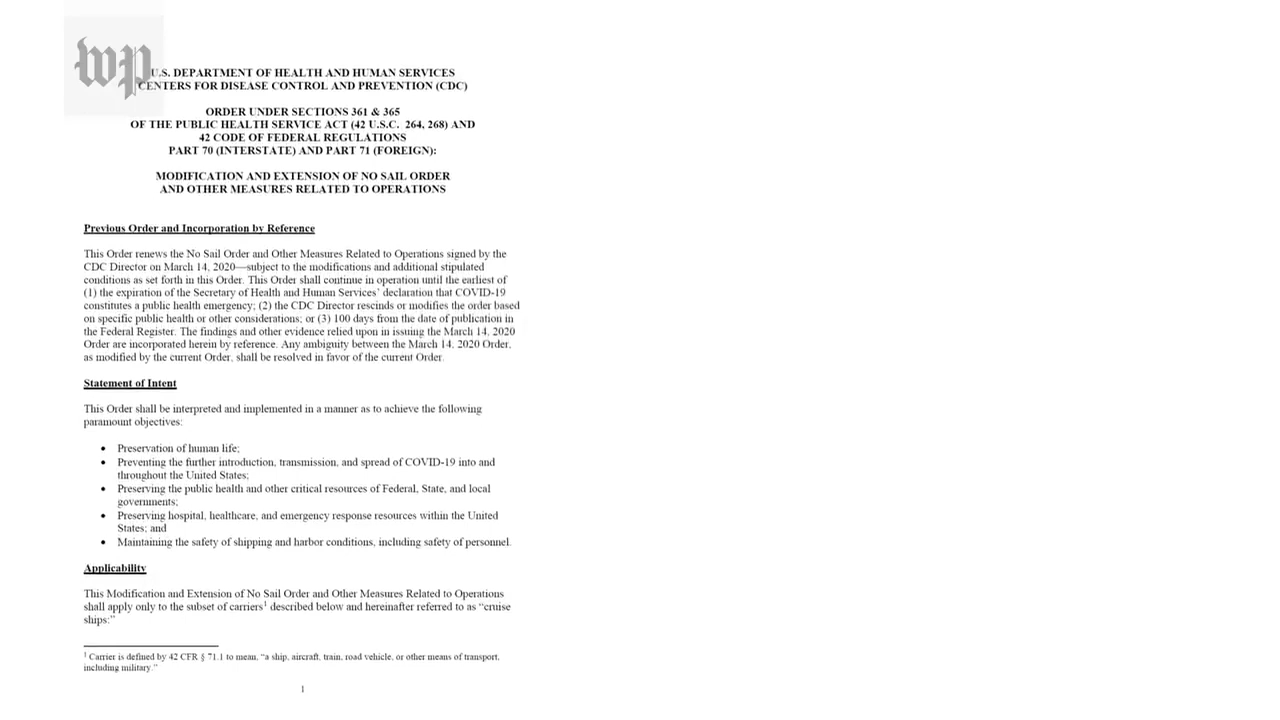 wp
U.S. DEPARTMENT OF HEALTH AND HUMAN SERVICES
CENTERS FOR DISEASE CONTROL AND PREVENTION (CDC)
ORDER UNDER SECTIONS 361 & 365
OF THE PUBLIC HEALTH SERVICE ACT (42 U.S.C. 264, 268) AND
42 CODE OF FEDERAL REGULATIONS
PART 70 (INTERSTATE) AND PART 71 (FOREIGN):
MODIFICATION AND EXTENSION OF NO SAIL ORDER
AND OTHER MEASURES RELATED TO OPERATIONS
Previous Order and Incorporation by Reference
This Order renews the No Sail Order and Other Measures Related to Operations signed by the
CDC Director on March 14, 2020—subject to the modifications and additional stipulated
conditions as set forth in this Order. This Order shall continue in operation until the earliest of
(1) the expiration of the Secretary of Health and Human Services' declaration that COVID-19
constitutes a public health emergency; (2) the CDC Director rescinds or modifies the order based
on specific public health or other considerations; or (3) 100 days from the date of publication in
the Federal Register. The findings and other evidence relied upon in issuing the March 14, 2020
Order are incorporated herein by reference. Any ambiguity between the March 14, 2020 Order,
as modified by the current Order, shall be resolved in favor of the current Order.
Statement of Intent
This Order shall be interpreted and implemented in a manner as to achieve the following
paramount objectives:
• Preservation of human life;
• Preventing the further introduction, transmission, and spread of COVID-19 into and
throughout the United States;
• Preserving the public health and other critical resources of Federal, State, and local
governments;
• Preserving hospital, healthcare, and emergency response resources within the United
States; and
• Maintaining the safety of shipping and harbor conditions, including safety of personnel.
Applicability
This Modification and Extension of No Sail Order and Other Measures Related to Operations
shall apply only to the subset of carriers¹ described below and hereinafter referred to as "cruise
ships:"
¹ Carrier is defined by 42 CFR § 71.1 to mean, "a ship, aircraft, train, road vehicle, or other means of transport,
including military."
1